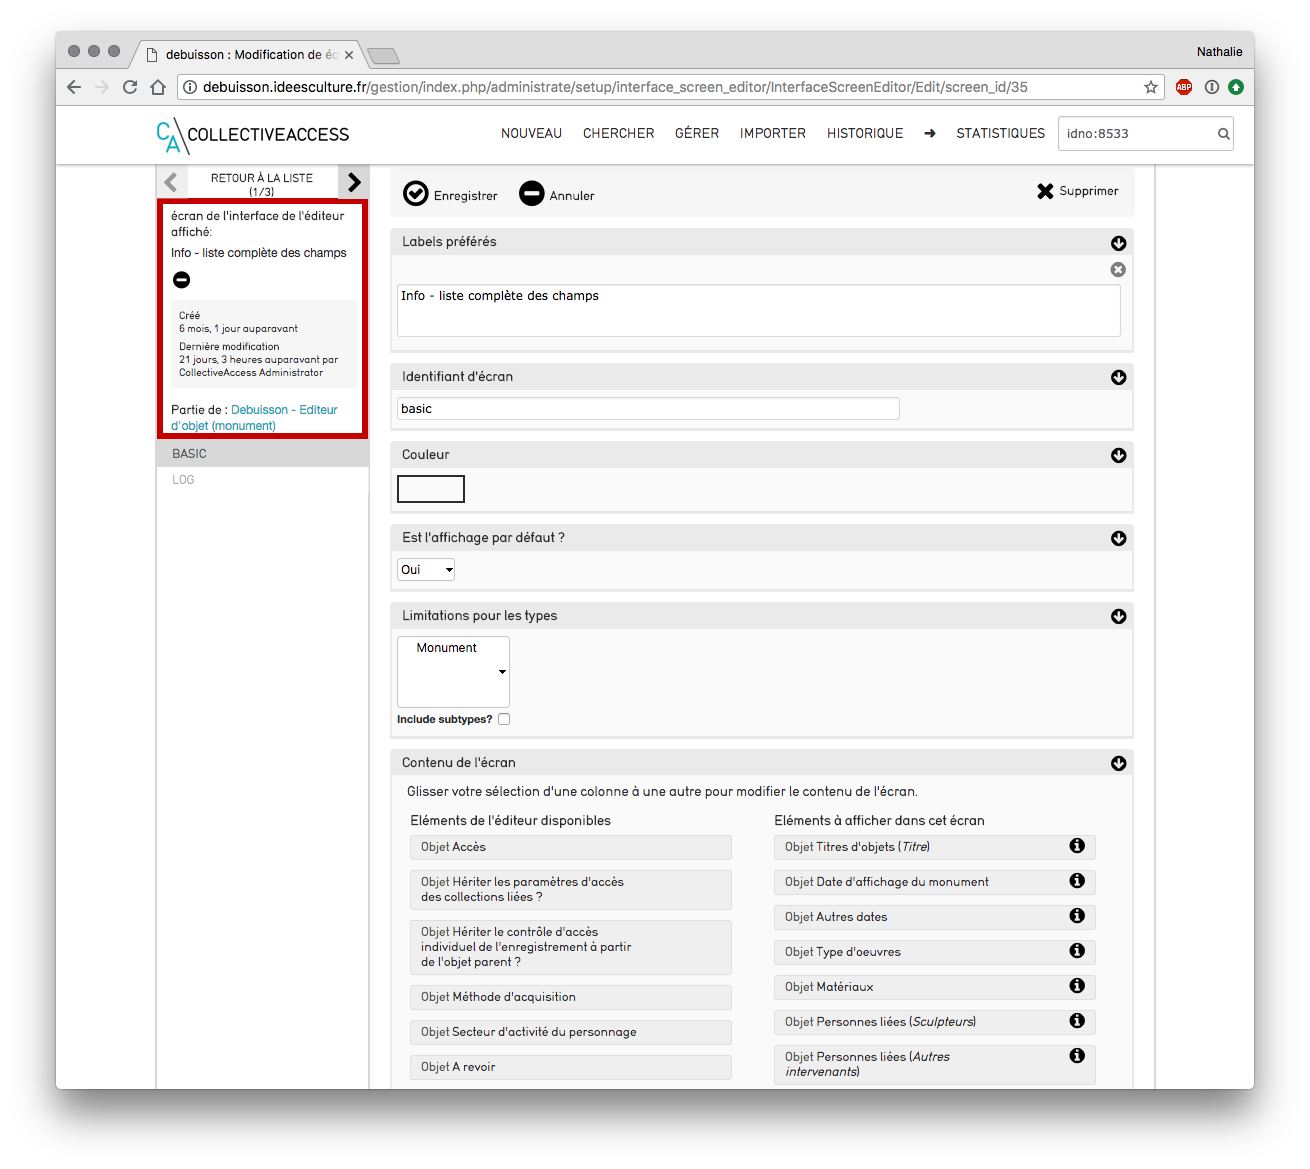 debuisson : Modification de éc
Nathalie
debuisson.ideesculture.fr/gestion/index.php/administrate/setup/interface_screen_editor/InterfaceScreenEditor/Edit/screen_id/35
ABP
CA COLLECTIVEACCESS
NOUVEAU CHERCHER GÉRER IMPORTER HISTORIQUE ➔ STATISTIQUES
idno:8533
RETOUR À LA LISTE
(1/3)
écran de l'interface de l'éditeur
affiché:
Info - liste complète des champs
Créé
6 mois, 1 jour auparavant
Dernière modification
21 jours, 3 heures auparavant par
CollectiveAccess Administrator
Partie de : Debuisson - Editeur
d'objet (monument)
BASIC
LOG
Enregistrer Annuler Supprimer
Labels préférés
Info - liste complète des champs
Identifiant d'écran
basic
Couleur
Est l'affichage par défaut ?
Oui
Limitations pour les types
Monument
Include subtypes?
Contenu de l'écran
Glisser votre sélection d'une colonne à une autre pour modifier le contenu de l'écran.
Eléments de l'éditeur disponibles
Objet Accès
Objet Hériter les paramètres d'accès
des collections liées ?
Objet Hériter le contrôle d'accès
individuel de l'enregistrement à partir
de l'objet parent ?
Objet Méthode d'acquisition
Objet Secteur d'activité du personnage
Objet A revoir
Eléments à afficher dans cet écran
Objet Titres d'objets (Titre)
Objet Date d'affichage du monument
Objet Autres dates
Objet Type d'oeuvres
Objet Matériaux
Objet Personnes liées (Sculpteurs)
Objet Personnes liées (Autres
intervenants)